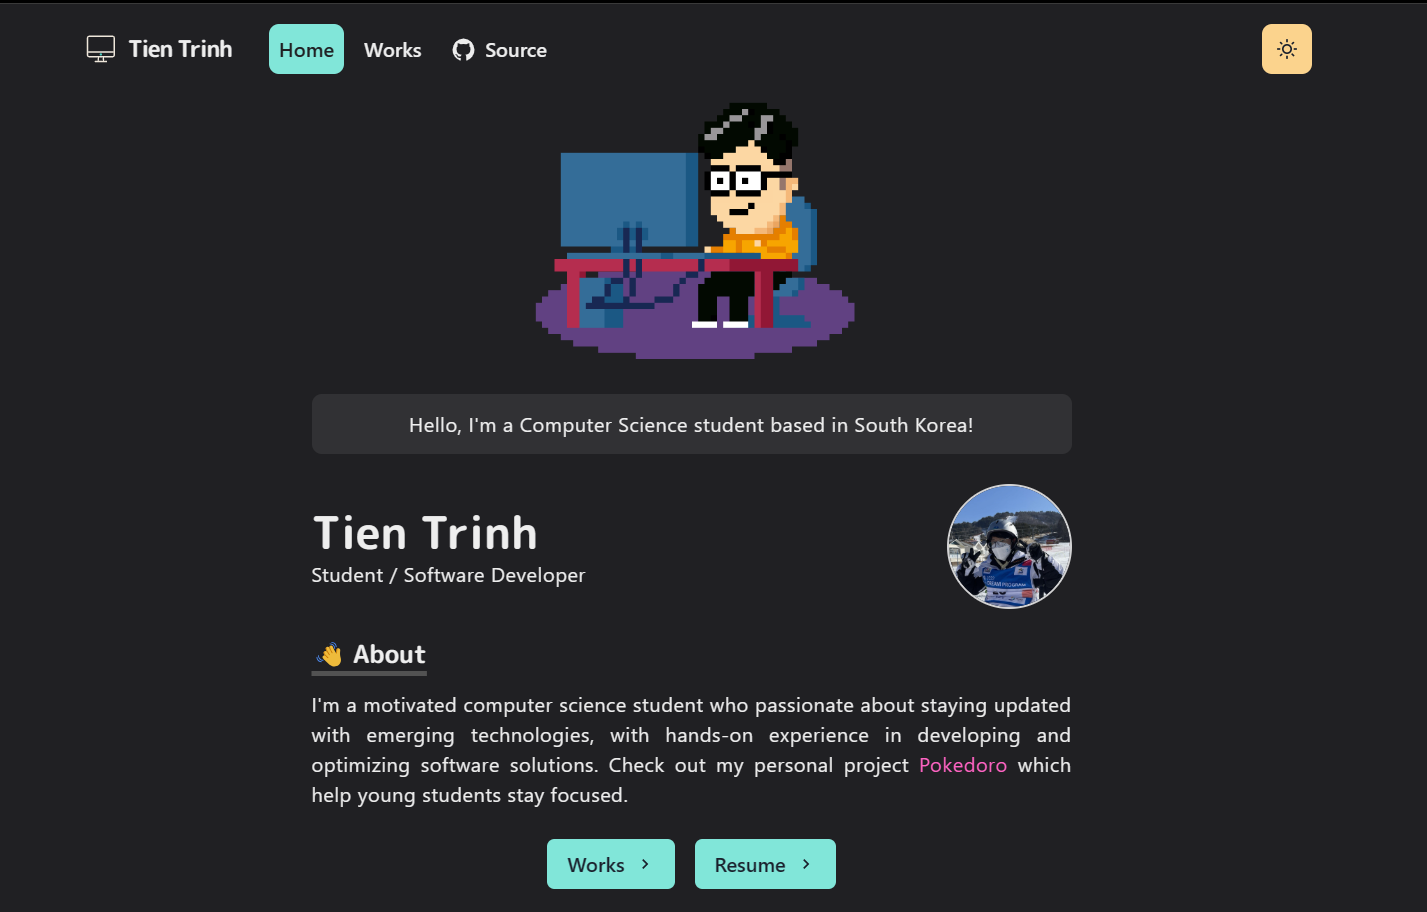 Tien Trinh
Home
Works
Source
Hello, I'm a Computer Science student based in South Korea!
Tien Trinh
Student / Software Developer
👋 About
I'm a motivated computer science student who passionate about staying updated
with emerging technologies, with hands-on experience in developing and
optimizing software solutions. Check out my personal project Pokedoro which
help young students stay focused.
Works
Resume